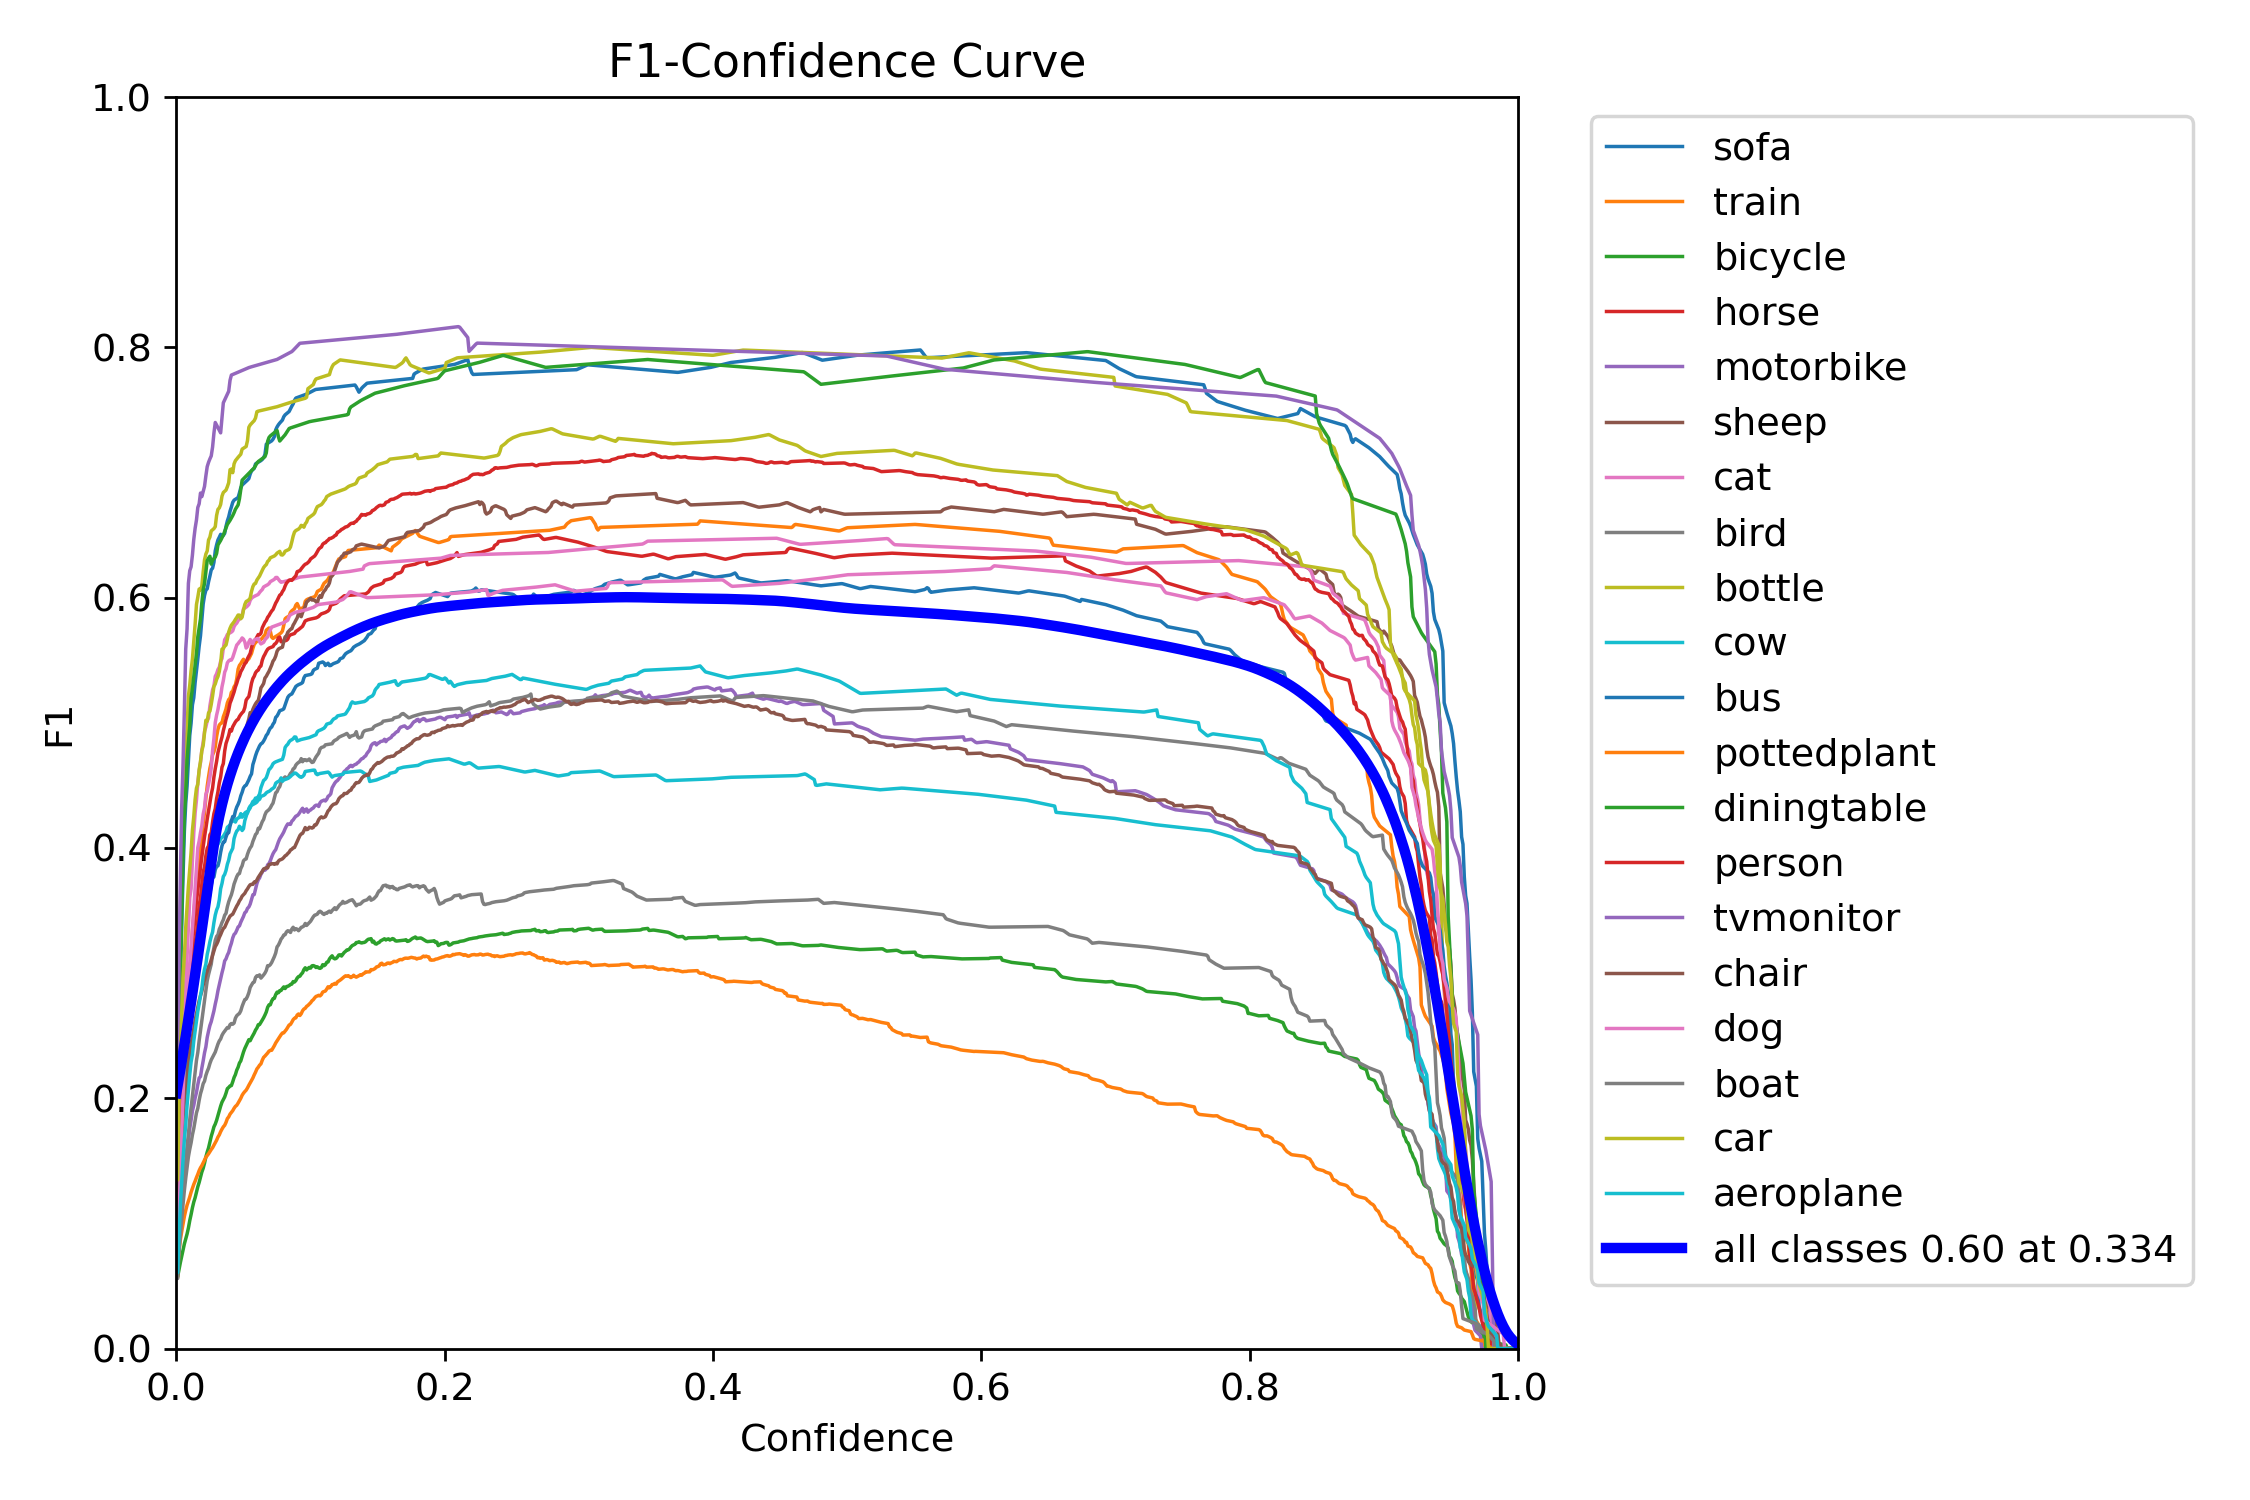 F1-Confidence Curve
1.0
0.8
0.6
0.4
0.2
0.0
F1
0.0 0.2 0.4 0.6 0.8 1.0
Confidence
sofa
train
bicycle
horse
motorbike
sheep
cat
bird
bottle
cow
bus
pottedplant
diningtable
person
tvmonitor
chair
dog
boat
car
aeroplane
all classes 0.60 at 0.334